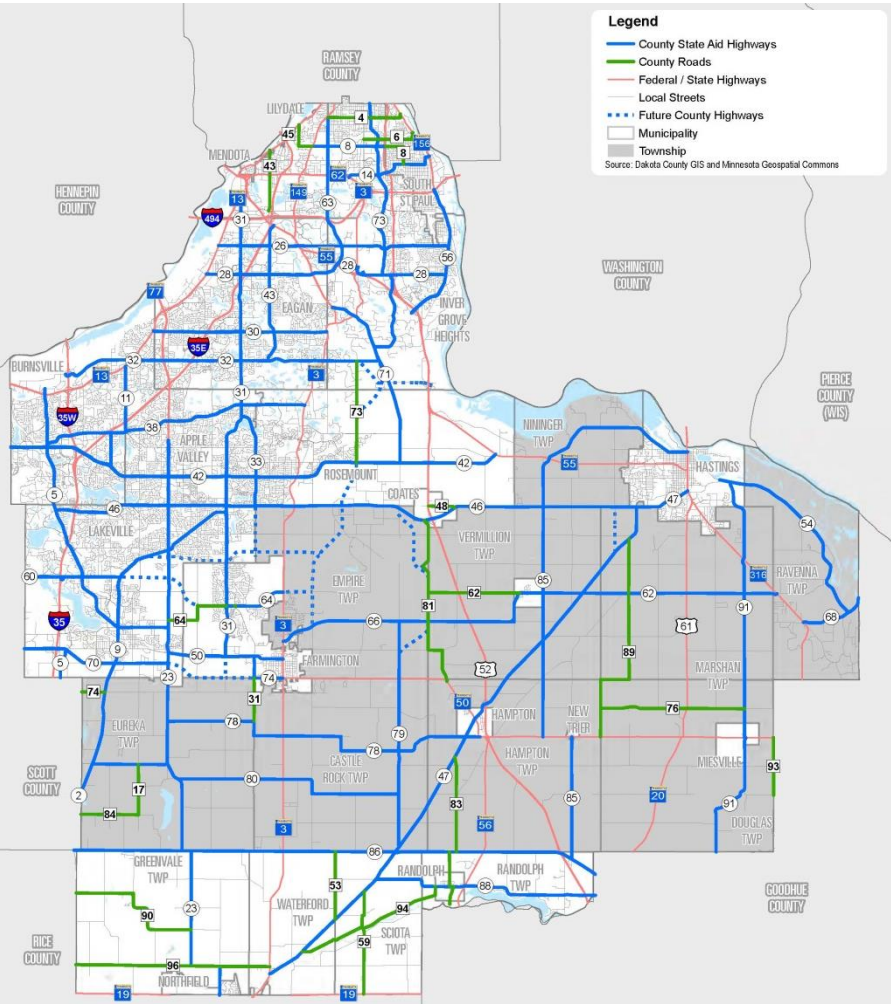 Legend
County State Aid Highways
County Roads
Federal / State Highways
Local Streets
Future County Highways
Municipality
Township
Source: Dakota County GIS and Minnesota Geospatial Commons
RAMSEY
COUNTY
LILYDALE
4
45
6
156
8
8
MENDOTA
43
62
14
149
3
SOUTH
ST PAUL
HENNEPIN
COUNTY
13
63
494
31
73
26
55
56
28
28
28
WASHINGTON
COUNTY
77
43
EAGAN
INVER
GROVE
HEIGHTS
30
35E
BURNSVILLE
32
32
13
3
71
PIERCE
COUNTY
(WIS)
11
31
35W
73
38
APPLE
VALLEY
NININGER
TWP
33
42
ROSEMOUNT
42
55
HASTINGS
5
COATES
47
46
48
46
LAKEVILLE
54
VERMILLION
TWP
60
EMPIRE
TWP
85
316
RAVENNA
TWP
64
62
62
81
91
64
31
3
66
68
35
61
9
50
FARMINGTON
89
5
70
52
MARSHAN
TWP
23
74
74
31
50
76
78
HAMPTON
NEW
TRIER
EUREKA
TWP
79
78
HAMPTON
TWP
MIESVILLE
CASTLE
ROCK TWP
SCOTT
COUNTY
80
47
93
17
2
83
85
20
91
84
3
56
DOUGLAS
TWP
86
GREENVALE
TWP
RANDOLPH
RANDOLPH
TWP
53
88
GOODHUE
COUNTY
23
WATERFORD
TWP
94
90
SCIOTA
TWP
59
RICE
COUNTY
96
NORTHFIELD
19
19